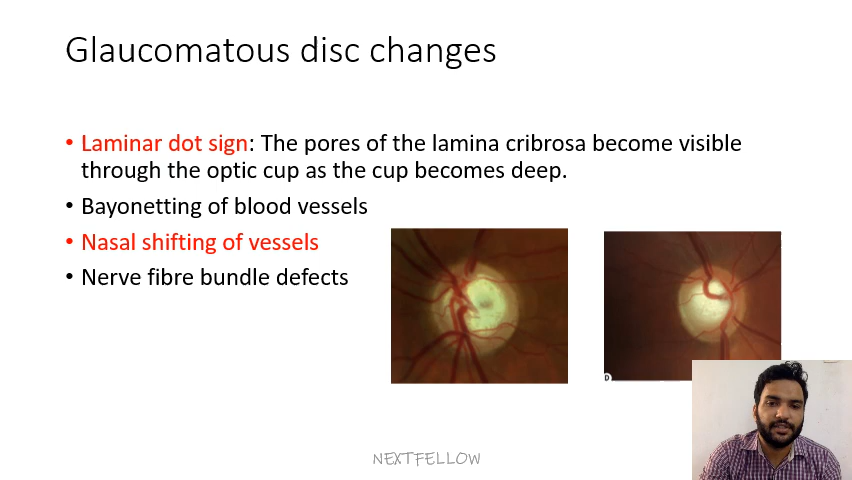 Glaucomatous disc changes
• Laminar dot sign: The pores of the lamina cribrosa become visible
through the optic cup as the cup becomes deep.
• Bayonetting of blood vessels
• Nasal shifting of vessels
• Nerve fibre bundle defects
D
NEXTFELLOW